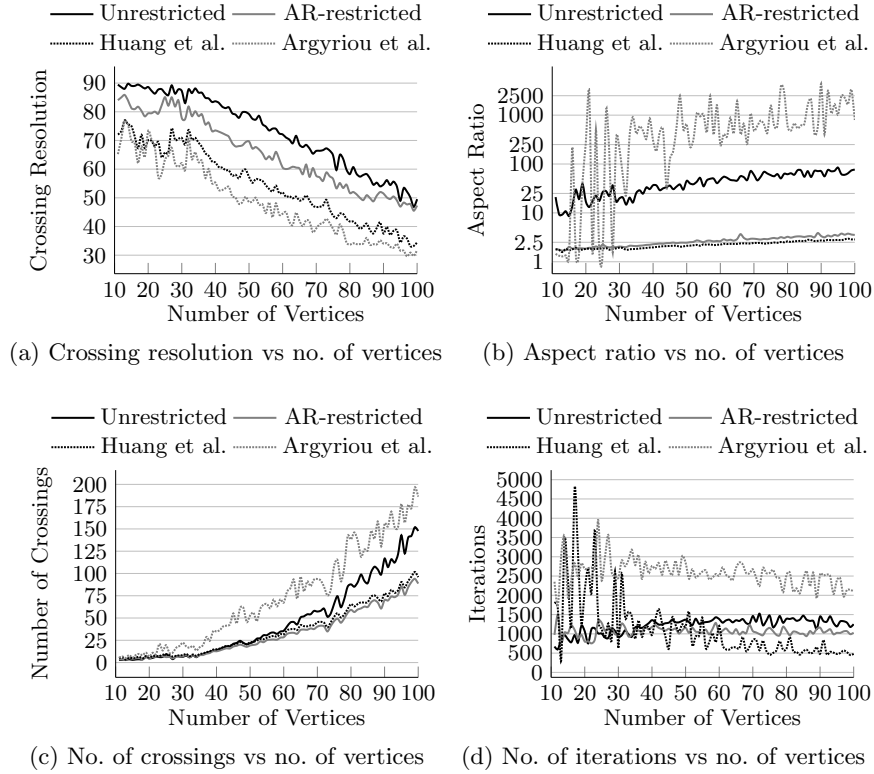 Unrestricted AR-restricted
Huang et al. Argyriou et al.
90
80
70
60
50
40
30
Crossing Resolution
10 20 30 40 50 60 70 80 90 100
Number of Vertices
(a) Crossing resolution vs no. of vertices
Unrestricted AR-restricted
Huang et al. Argyriou et al.
2500
1000
250
100
25
10
2.5
1
Aspect Ratio
10 20 30 40 50 60 70 80 90 100
Number of Vertices
(b) Aspect ratio vs no. of vertices
Unrestricted AR-restricted
Huang et al. Argyriou et al.
200
175
150
125
100
75
50
25
0
Number of Crossings
10 20 30 40 50 60 70 80 90 100
Number of Vertices
(c) No. of crossings vs no. of vertices
Unrestricted AR-restricted
Huang et al. Argyriou et al.
5000
4500
4000
3500
3000
2500
2000
1500
1000
500
0
Iterations
10 20 30 40 50 60 70 80 90 100
Number of Vertices
(d) No. of iterations vs no. of vertices